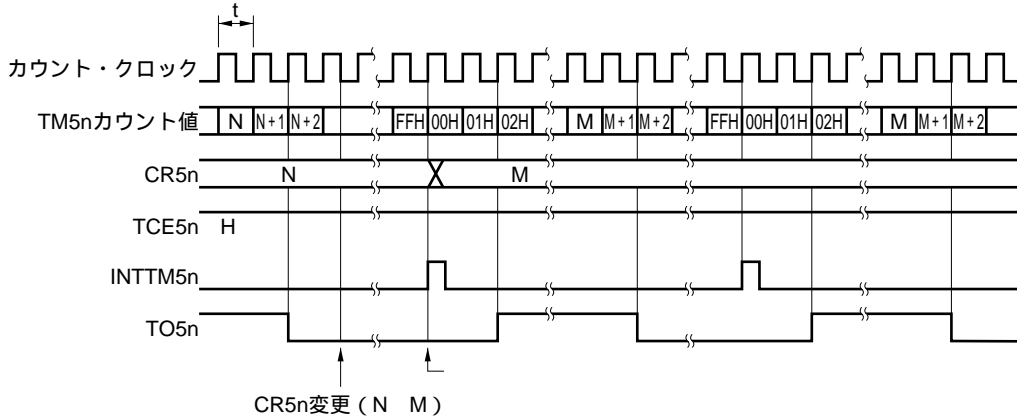 t
カウント・クロック
TM5nカウント値 N N+1 N+2 FFH 00H 01H 02H M M+1 M+2 FFH 00H 01H 02H M M+1 M+2
CR5n N M
TCE5n H
INTTM5n
TO5n
CR5n変更（N M）